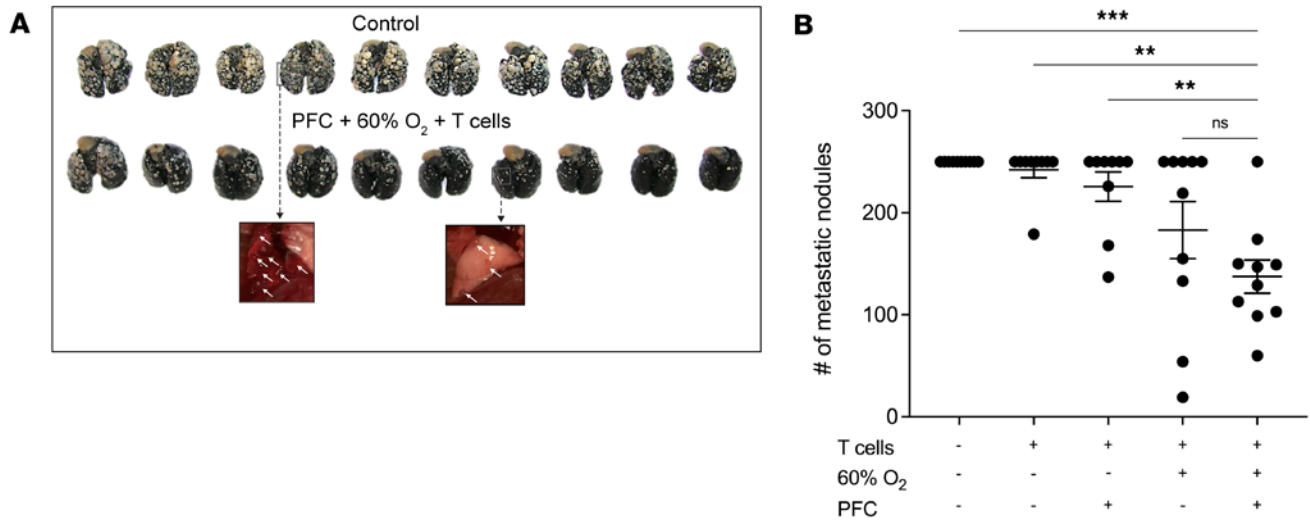 A
Control
PFC + 60% O2 + T cells
B
***
**
**
ns
# of metastatic nodules
300
200
100
0
T cells - + + + +
60% O2 - - - + +
PFC - - + - +